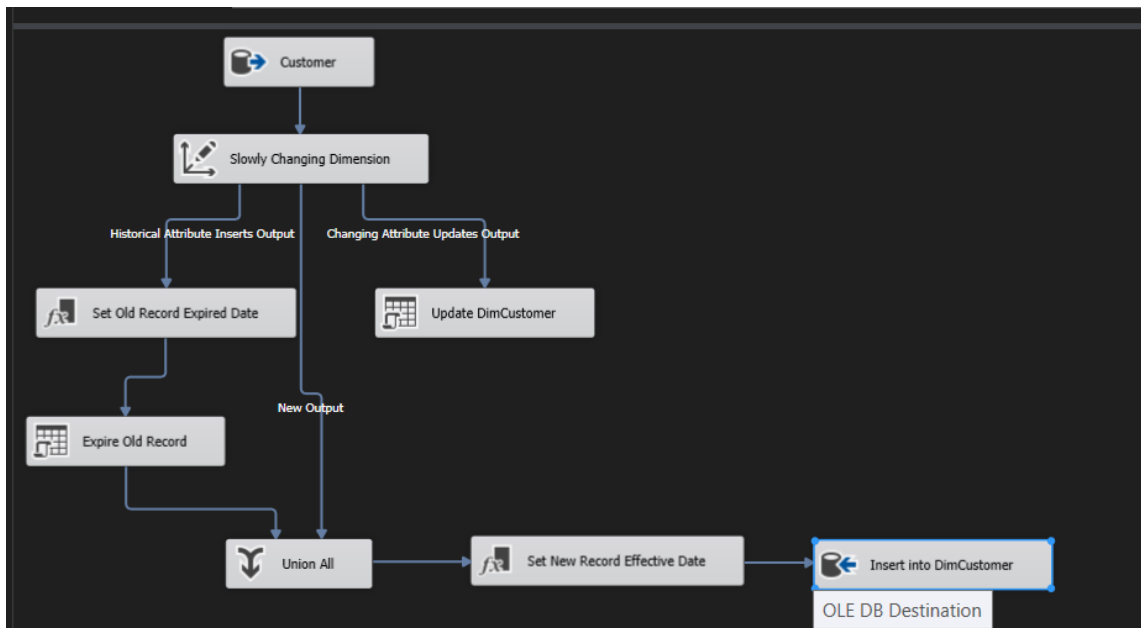 Customer
Slowly Changing Dimension
Historical Attribute Inserts Output
Changing Attribute Updates Output
Set Old Record Expired Date
Update DimCustomer
New Output
Expire Old Record
Union All
Set New Record Effective Date
Insert into DimCustomer
OLE DB Destination